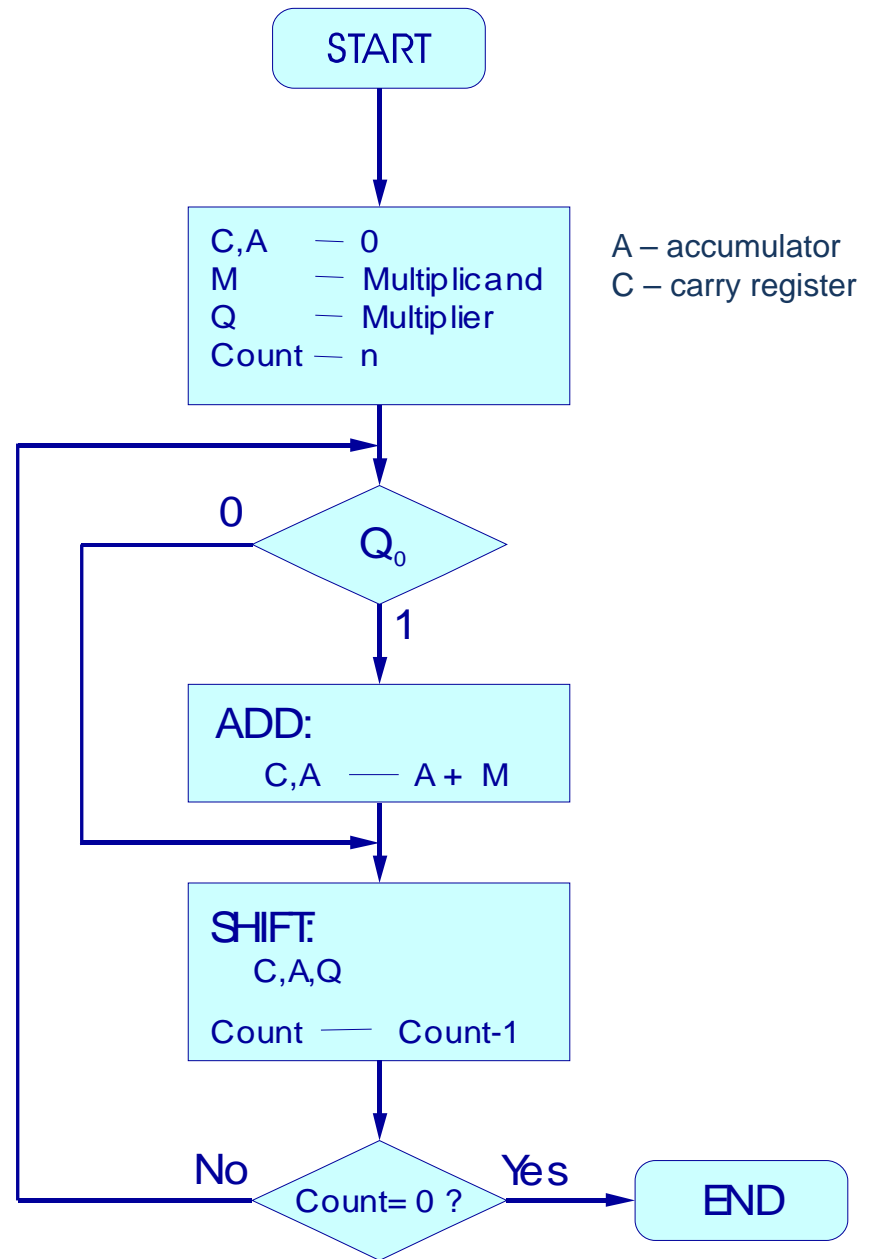 START
C,A — 0
M — Multiplicand
Q — Multiplier
Count — n
A – accumulator
C – carry register
0
Q₀
1
ADD:
C,A — A + M
SHIFT:
C,A,Q
Count — Count-1
No
Yes
Count= 0 ?
END